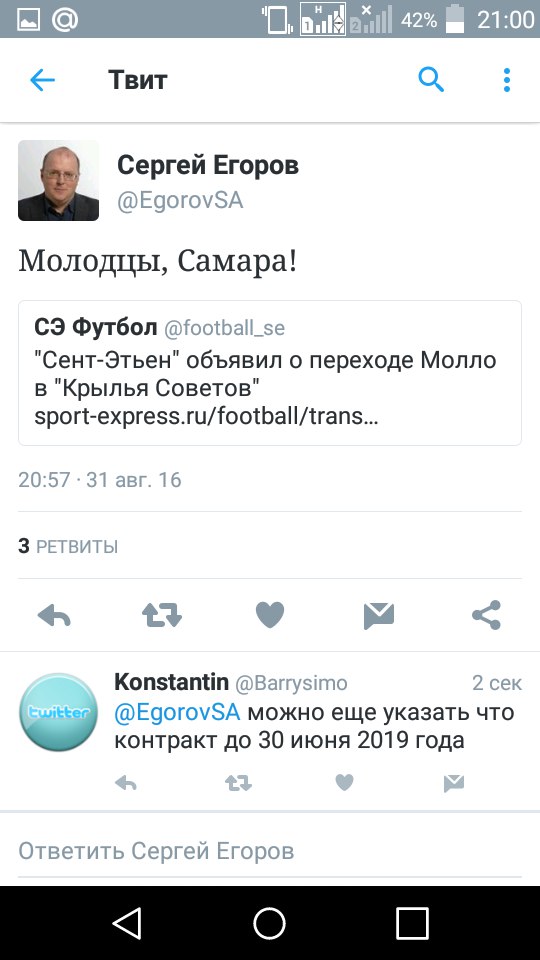 42% 21:00
Твит
Сергей Егоров
@EgorovSA
Молодцы, Самара!
СЭ Футбол @football_se
"Сент-Этьен" объявил о переходе Молло
в "Крылья Советов"
sport-express.ru/football/trans...
20:57 · 31 авг. 16
3 РЕТВИТЫ
Konstantin @Barrysimo 2 сек
twitter
@EgorovSA можно еще указать что
контракт до 30 июня 2019 года
Ответить Сергей Егоров